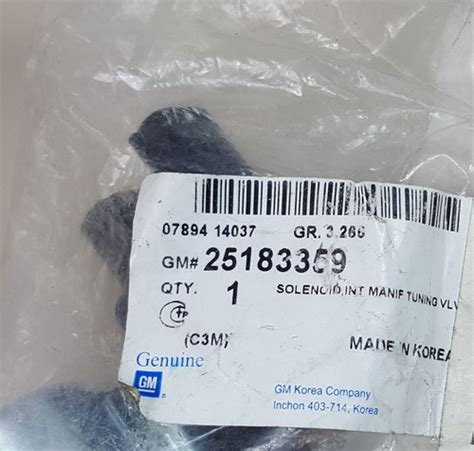 07894 14037 GR. 3.266
GM# 25183359
QTY. 1 SOLENOID,INT MANIF TUNING VLV
(C3M) MADE IN KOREA
Genuine
GM
GM Korea Company
Inchon 403-714, Korea